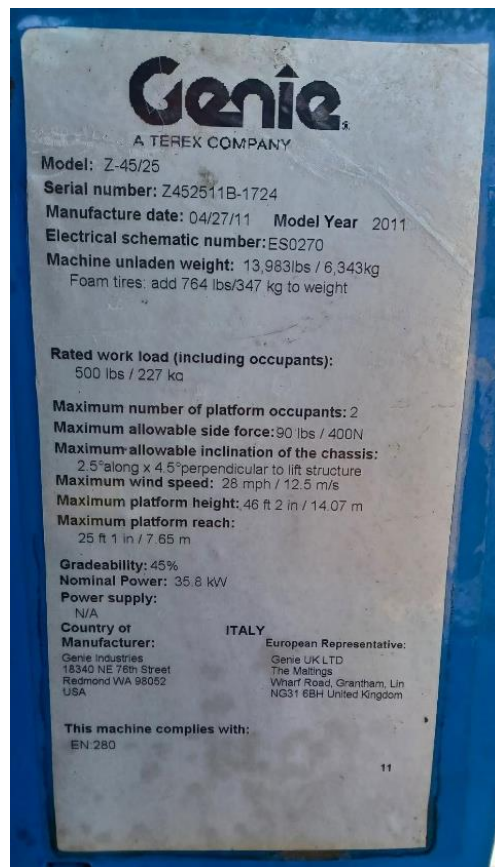 Genie
A TEREX COMPANY
Model: Z-45/25
Serial number: Z452511B-1724
Manufacture date: 04/27/11 Model Year 2011
Electrical schematic number: ES0270
Machine unladen weight: 13,983lbs / 6,343kg
Foam tires: add 764 lbs/347 kg to weight
Rated work load (including occupants):
500 lbs / 227 kg
Maximum number of platform occupants: 2
Maximum allowable side force: 90 lbs / 400N
Maximum allowable inclination of the chassis:
2.5°along x 4.5°perpendicular to lift structure
Maximum wind speed: 28 mph / 12.5 m/s
Maximum platform height: 46 ft 2 in / 14.07 m
Maximum platform reach:
25 ft 1 in / 7.65 m
Gradeability: 45%
Nominal Power: 35.8 kW
Power supply:
N/A
Country of ITALY
Manufacturer: European Representative:
Genie Industries Genie UK LTD
18340 NE 76th Street The Maltings
Redmond WA 98052 Wharf Road, Grantham, Lin
USA NG31 6BH United Kingdom
This machine complies with:
EN 280
11